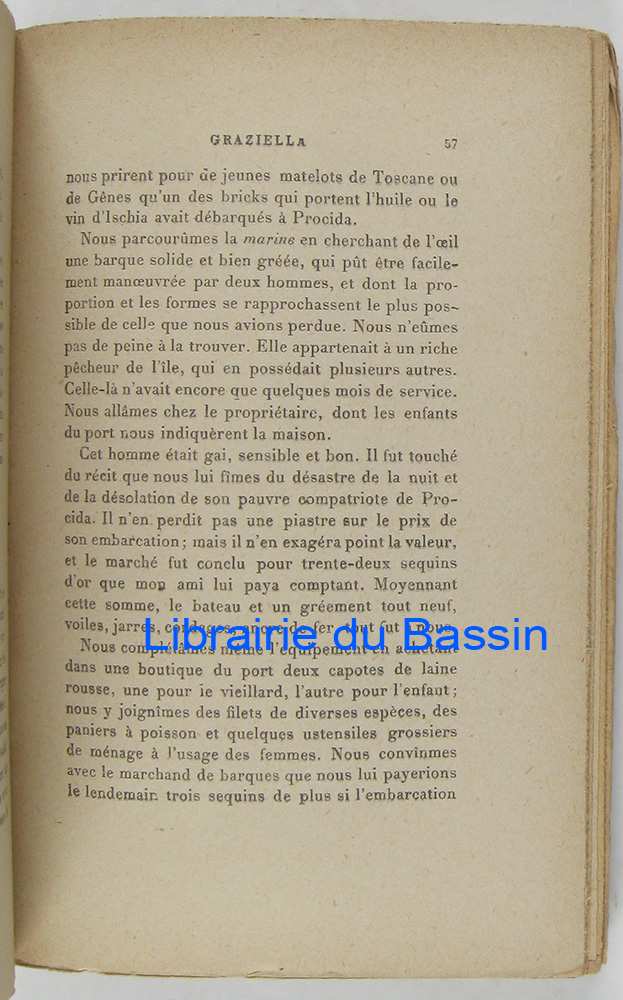 GRAZIELLA 57
nous prirent pour de jeunes matelots de Toscane ou
de Gênes qu'un des bricks qui portent l'huile ou le
vin d'Ischia avait débarqués à Procida.
Nous parcourûmes la marine en cherchant de l'œil
une barque solide et bien gréée, qui pût être facile-
ment manœuvrée par deux hommes, et dont la pro-
portion et les formes se rapprochassent le plus pos-
sible de celle que nous avions perdue. Nous n'eûmes
pas de peine à la trouver. Elle appartenait à un riche
pêcheur de l'île, qui en possédait plusieurs autres.
Celle-là n'avait encore que quelques mois de service.
Nous allâmes chez le propriétaire, dont les enfants
du port nous indiquèrent la maison.
Cet homme était gai, sensible et bon. Il fut touché
du récit que nous lui fîmes du désastre de la nuit et
de la désolation de son pauvre compatriote de Pro-
cida. Il n'en perdit pas une piastre sur le prix de
son embarcation; mais il n'en exagéra point la valeur,
et le marché fut conclu pour trente-deux sequins
d'or que mon ami lui paya comptant. Moyennant
cette somme, le bateau et un gréement tout neuf,
voiles, jarres, cordages, ancre de fer, tout fut à nous.
Librairie du Bassin
Nous complétâmes même l'équipement en achetant
dans une boutique du port deux capotes de laine
rousse, une pour le vieillard, l'autre pour l'enfant;
nous y joignîmes des filets de diverses espèces, des
paniers à poisson et quelques ustensiles grossiers
de ménage à l'usage des femmes. Nous convînmes
avec le marchand de barques que nous lui payerions
le lendemain trois sequins de plus si l'embarcation